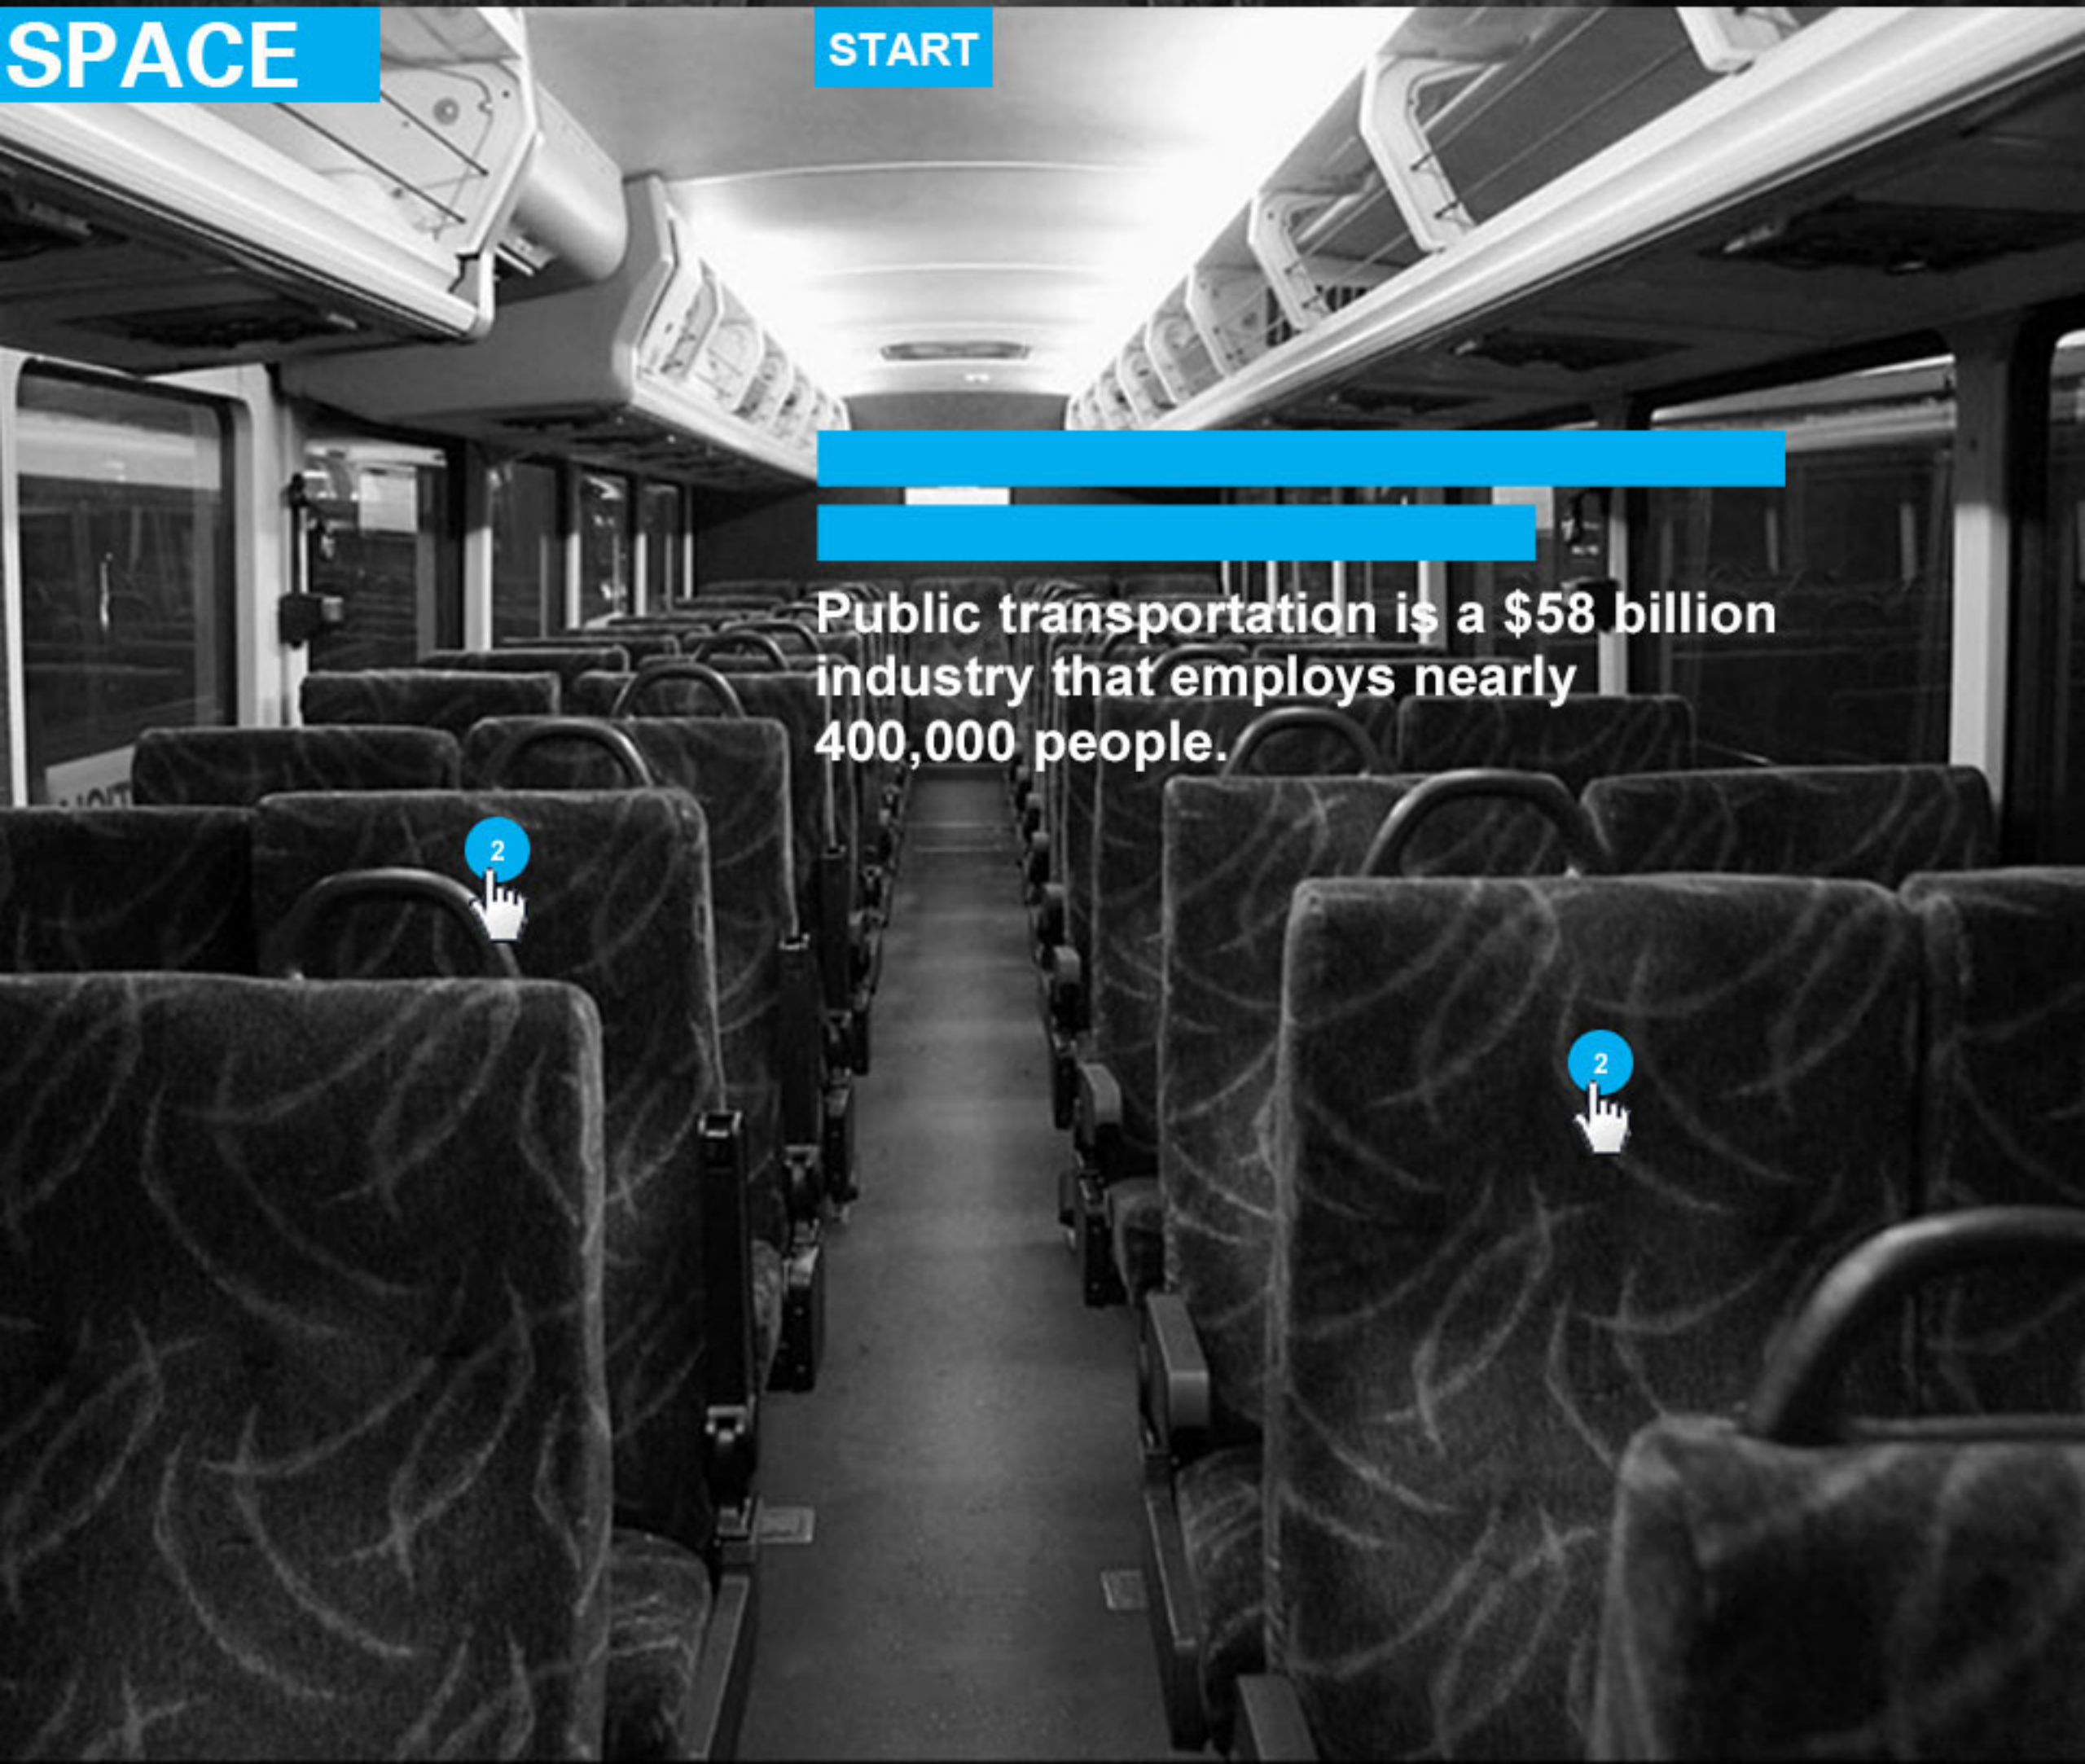 SPACE
START
Public transportation is a $58 billion
industry that employs nearly
400,000 people.
2
2